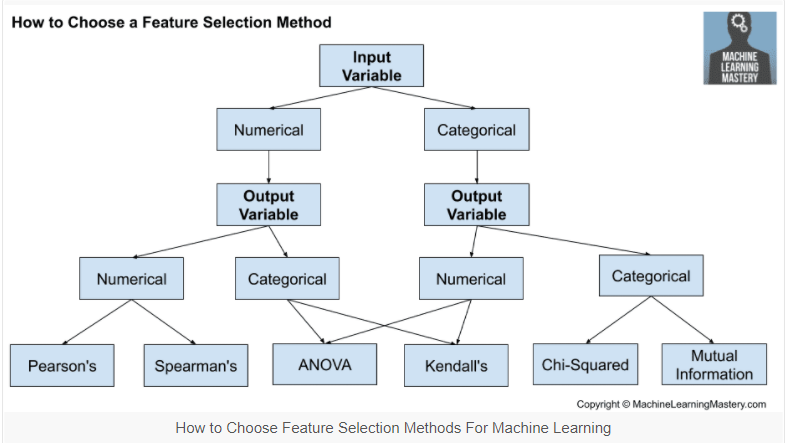 How to Choose a Feature Selection Method
MACHINE
LEARNING
MASTERY
Input
Variable
Numerical
Categorical
Output
Variable
Output
Variable
Numerical
Categorical
Numerical
Categorical
Pearson's
Spearman's
ANOVA
Kendall's
Chi-Squared
Mutual
Information
Copyright © MachineLearningMastery.com
How to Choose Feature Selection Methods For Machine Learning